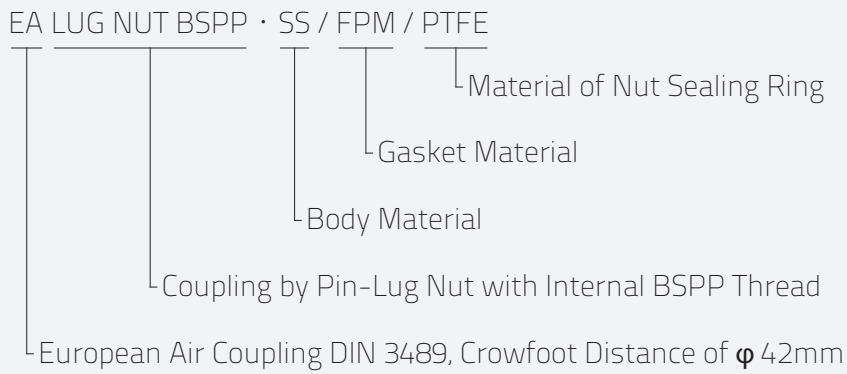 EA LUG NUT BSPP · SS / FPM / PTFE
Material of Nut Sealing Ring
Gasket Material
Body Material
Coupling by Pin-Lug Nut with Internal BSPP Thread
European Air Coupling DIN 3489, Crowfoot Distance of φ 42mm